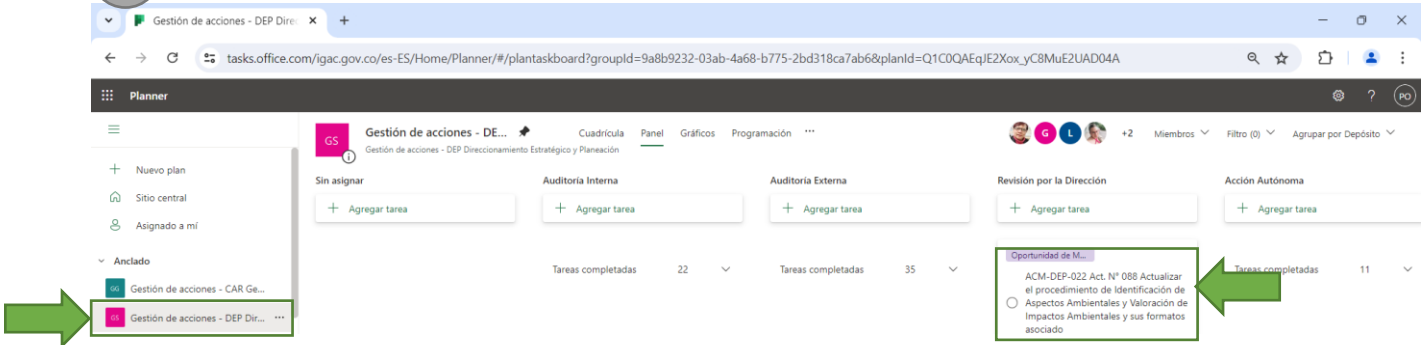 Gestión de acciones - DEP Direc
tasks.office.com/igac.gov.co/es-ES/Home/Planner/#/plantaskboard?groupId=9a8b9232-03ab-4a68-b775-2bd318ca7ab6&planId=Q1C0QAEqJE2Xox_yC8MuE2UAD04A
Planner
PO
GS
Gestión de acciones - DE...
Cuadrícula Panel Gráficos Programación ...
G L +2 Miembros Filtro (0) Agrupar por Depósito
Gestión de acciones - DEP Direccionamiento Estratégico y Planeación
Nuevo plan
Sitio central
Asignado a mí
Anclado
GG Gestión de acciones - CAR Ge...
GS Gestión de acciones - DEP Dir... ...
Sin asignar
+ Agregar tarea
Auditoría Interna
+ Agregar tarea
Tareas completadas 22
Auditoría Externa
+ Agregar tarea
Tareas completadas 35
Revisión por la Dirección
+ Agregar tarea
Oportunidad de M...
ACM-DEP-022 Act. N° 088 Actualizar
el procedimiento de Identificación de
Aspectos Ambientales y Valoración de
Impactos Ambientales y sus formatos
asociado
Acción Autónoma
+ Agregar tarea
Tareas completadas 11